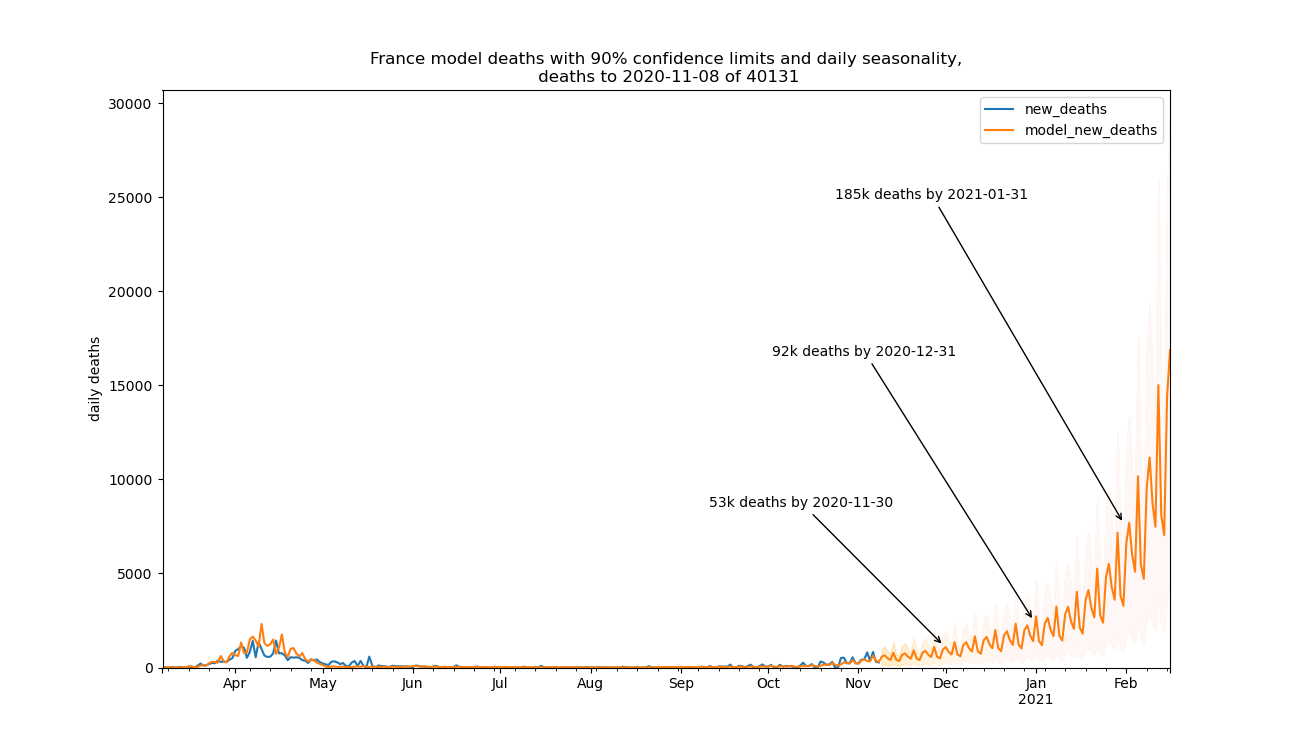 France model deaths with 90% confidence limits and daily seasonality,
deaths to 2020-11-08 of 40131
new_deaths
model_new_deaths
30000
25000
20000
15000
10000
5000
0
daily deaths
185k deaths by 2021-01-31
92k deaths by 2020-12-31
53k deaths by 2020-11-30
Apr May Jun Jul Aug Sep Oct Nov Dec Jan Feb
2021